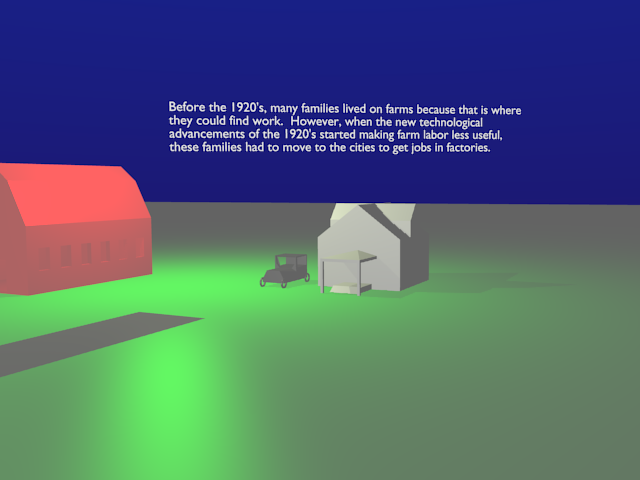 Before the 1920's, many families lived on farms because that is where
they could find work.  However, when the new technological
advancements of the 1920's started making farm labor less useful,
these families had to move to the cities to get jobs in factories.